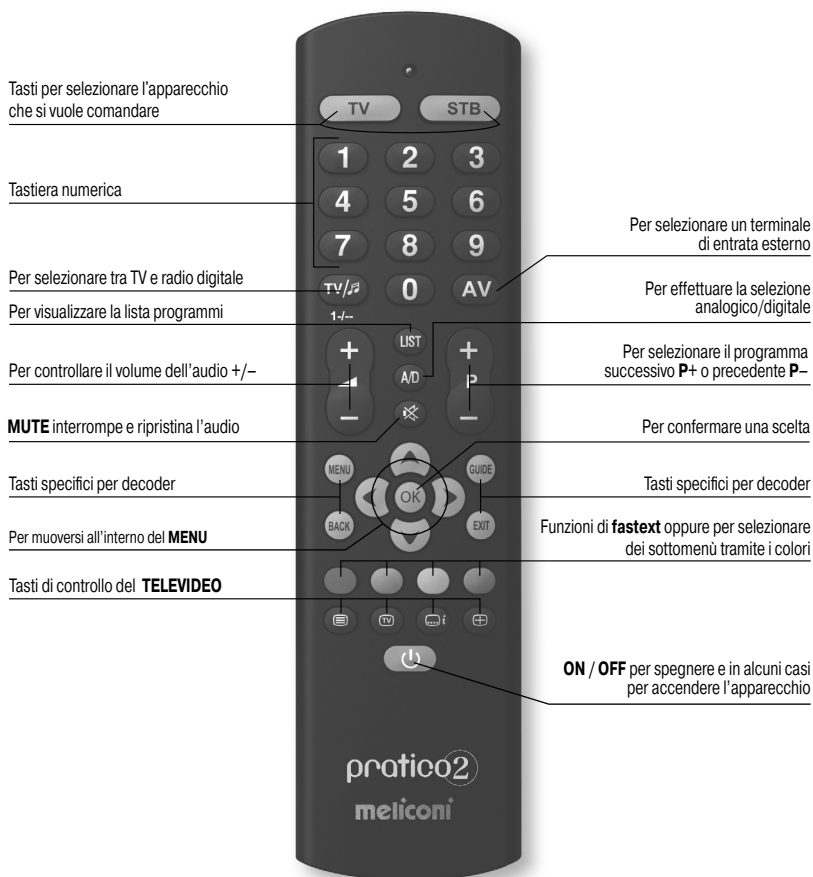 Tasti per selezionare l'apparecchio
che si vuole comandare
TV STB
1 2 3
Tastiera numerica
4 5 6
7 8 9
Per selezionare un terminale
di entrata esterno
Per selezionare tra TV e radio digitale
TV/♫ 0 AV
1-/--
Per effettuare la selezione
analogico/digitale
Per visualizzare la lista programmi
LIST
+ +
Per controllare il volume dell'audio +/–
A/D
P
Per selezionare il programma
successivo P+ o precedente P–
– –
MUTE interrompe e ripristina l'audio
Per confermare una scelta
MENU GUIDE
Tasti specifici per decoder
OK
Tasti specifici per decoder
BACK EXIT
Per muoversi all'interno del MENU
Funzioni di fastext oppure per selezionare
dei sottomenù tramite i colori
Tasti di controllo del TELEVIDEO
TV i
ON / OFF per spegnere e in alcuni casi
per accendere l'apparecchio
pratico2
meliconi